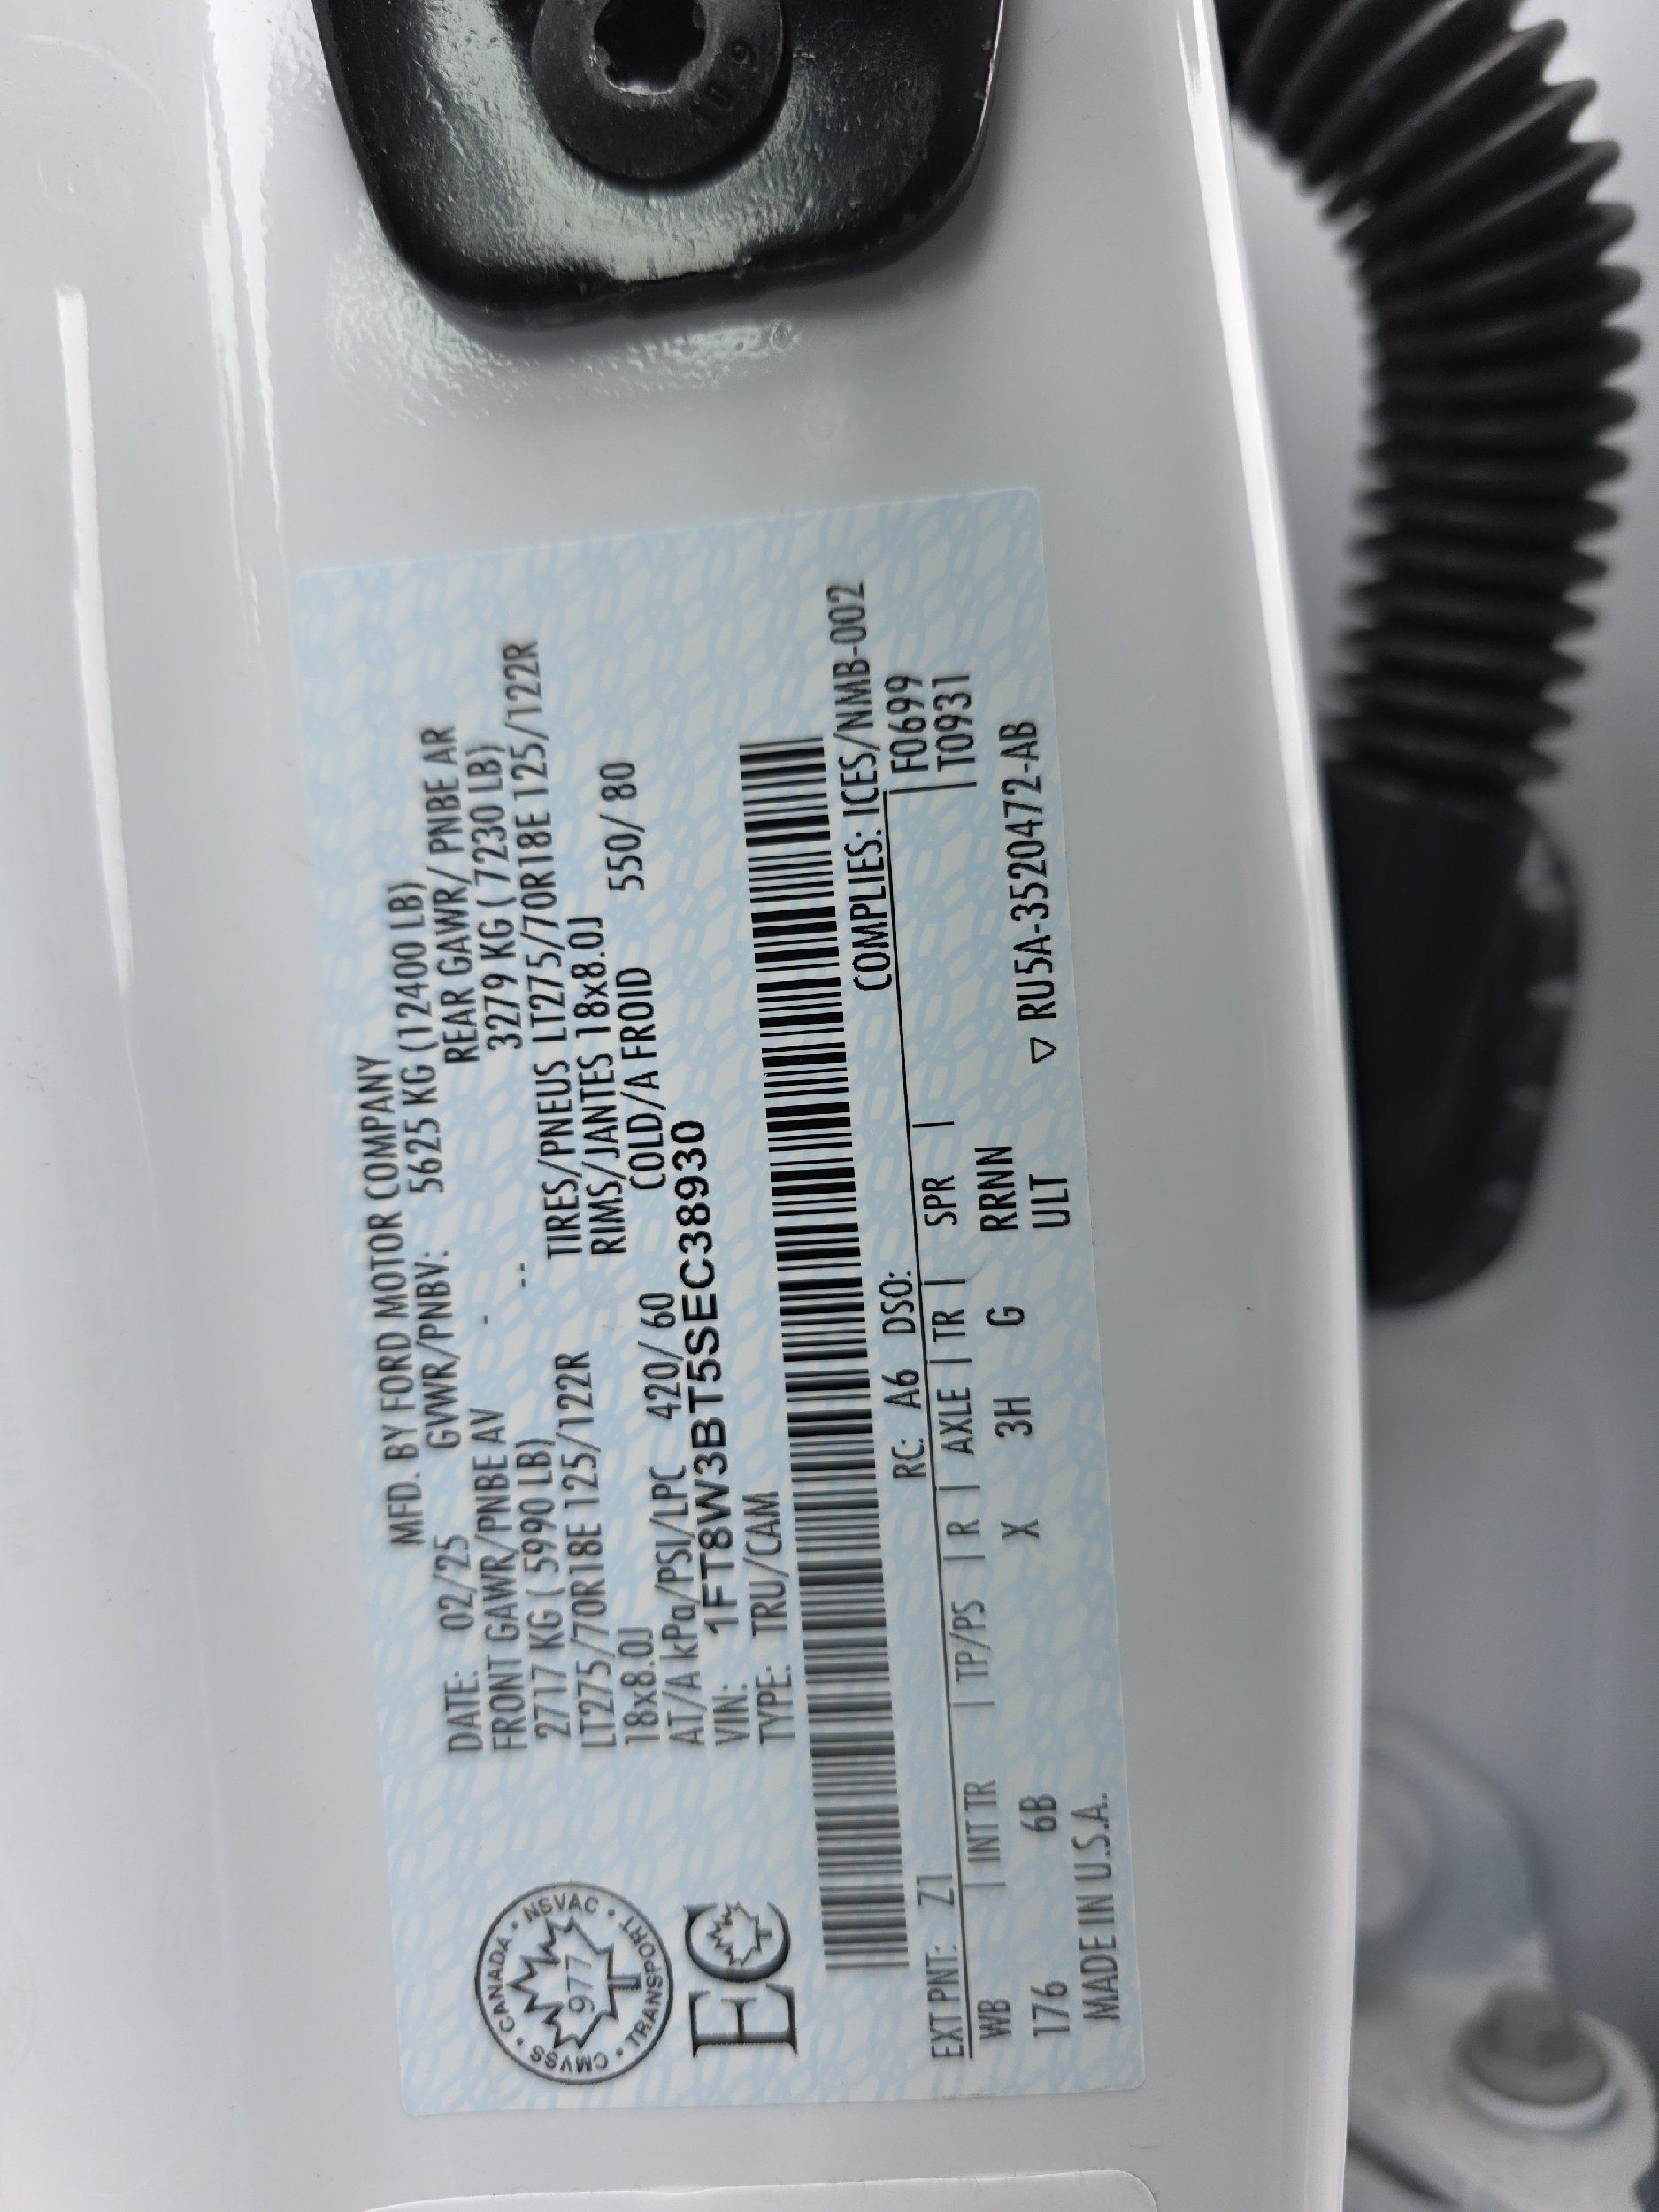 10.9
MFD. BY FORD MOTOR COMPANY
DATE: 02/25 GVWR/PNBV: 5625 KG (12400 LB)
FRONT GAWR/PNBE AV - REAR GAWR/ PNBE AR
2717 KG ( 5990 LB) 3279 KG ( 7230 LB)
LT275/70R18E 125/122R -- TIRES/PNEUS LT275/70R18E 125/122R
18x8.0J RIMS/JANTES 18x8.0J
AT/A kPa/PSI/LPC 420/ 60 COLD/A FROID 550/ 80
VIN: 1FT8W3BT5SEC38930
TYPE: TRU/CAM
CANADA • NSVAC • TRANSPORT • CMVSS •
977
EC
COMPLIES: ICES/NMB-002
EXT PNT: Z1 RC: A6 DSO: F0699
WB | INT TR | TP/PS | R | AXLE | TR | SPR | T0931
176 6B X 3H G RRNN
MADE IN U.S.A. ULT ▽ RU5A-3520472-AB